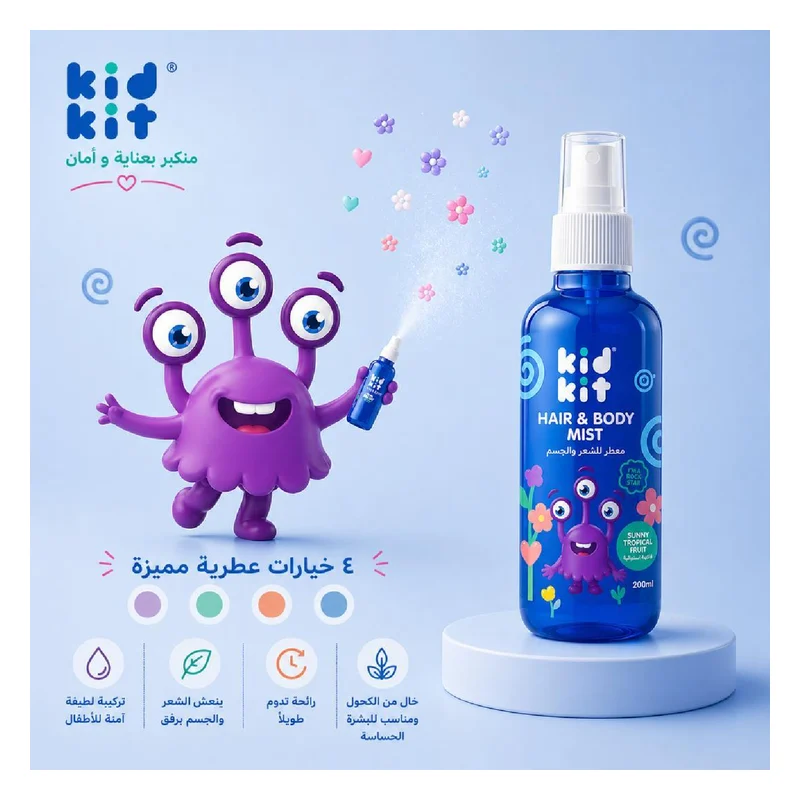 kid
kit ®
منكبر بعناية و أمان
kid
kit
HAIR & BODY
MIST
معطر للشعر والجسم
I'M A
ROCK
STAR
SUNNY
TROPICAL
FRUIT
200ml
٤ خيارات عطرية مميزة
خال من الكحول
ومناسب للبشرة
الحساسة
رائحة تدوم
طويلاً
ينعش الشعر
والجسم برفق
تركيبة لطيفة
آمنة للأطفال